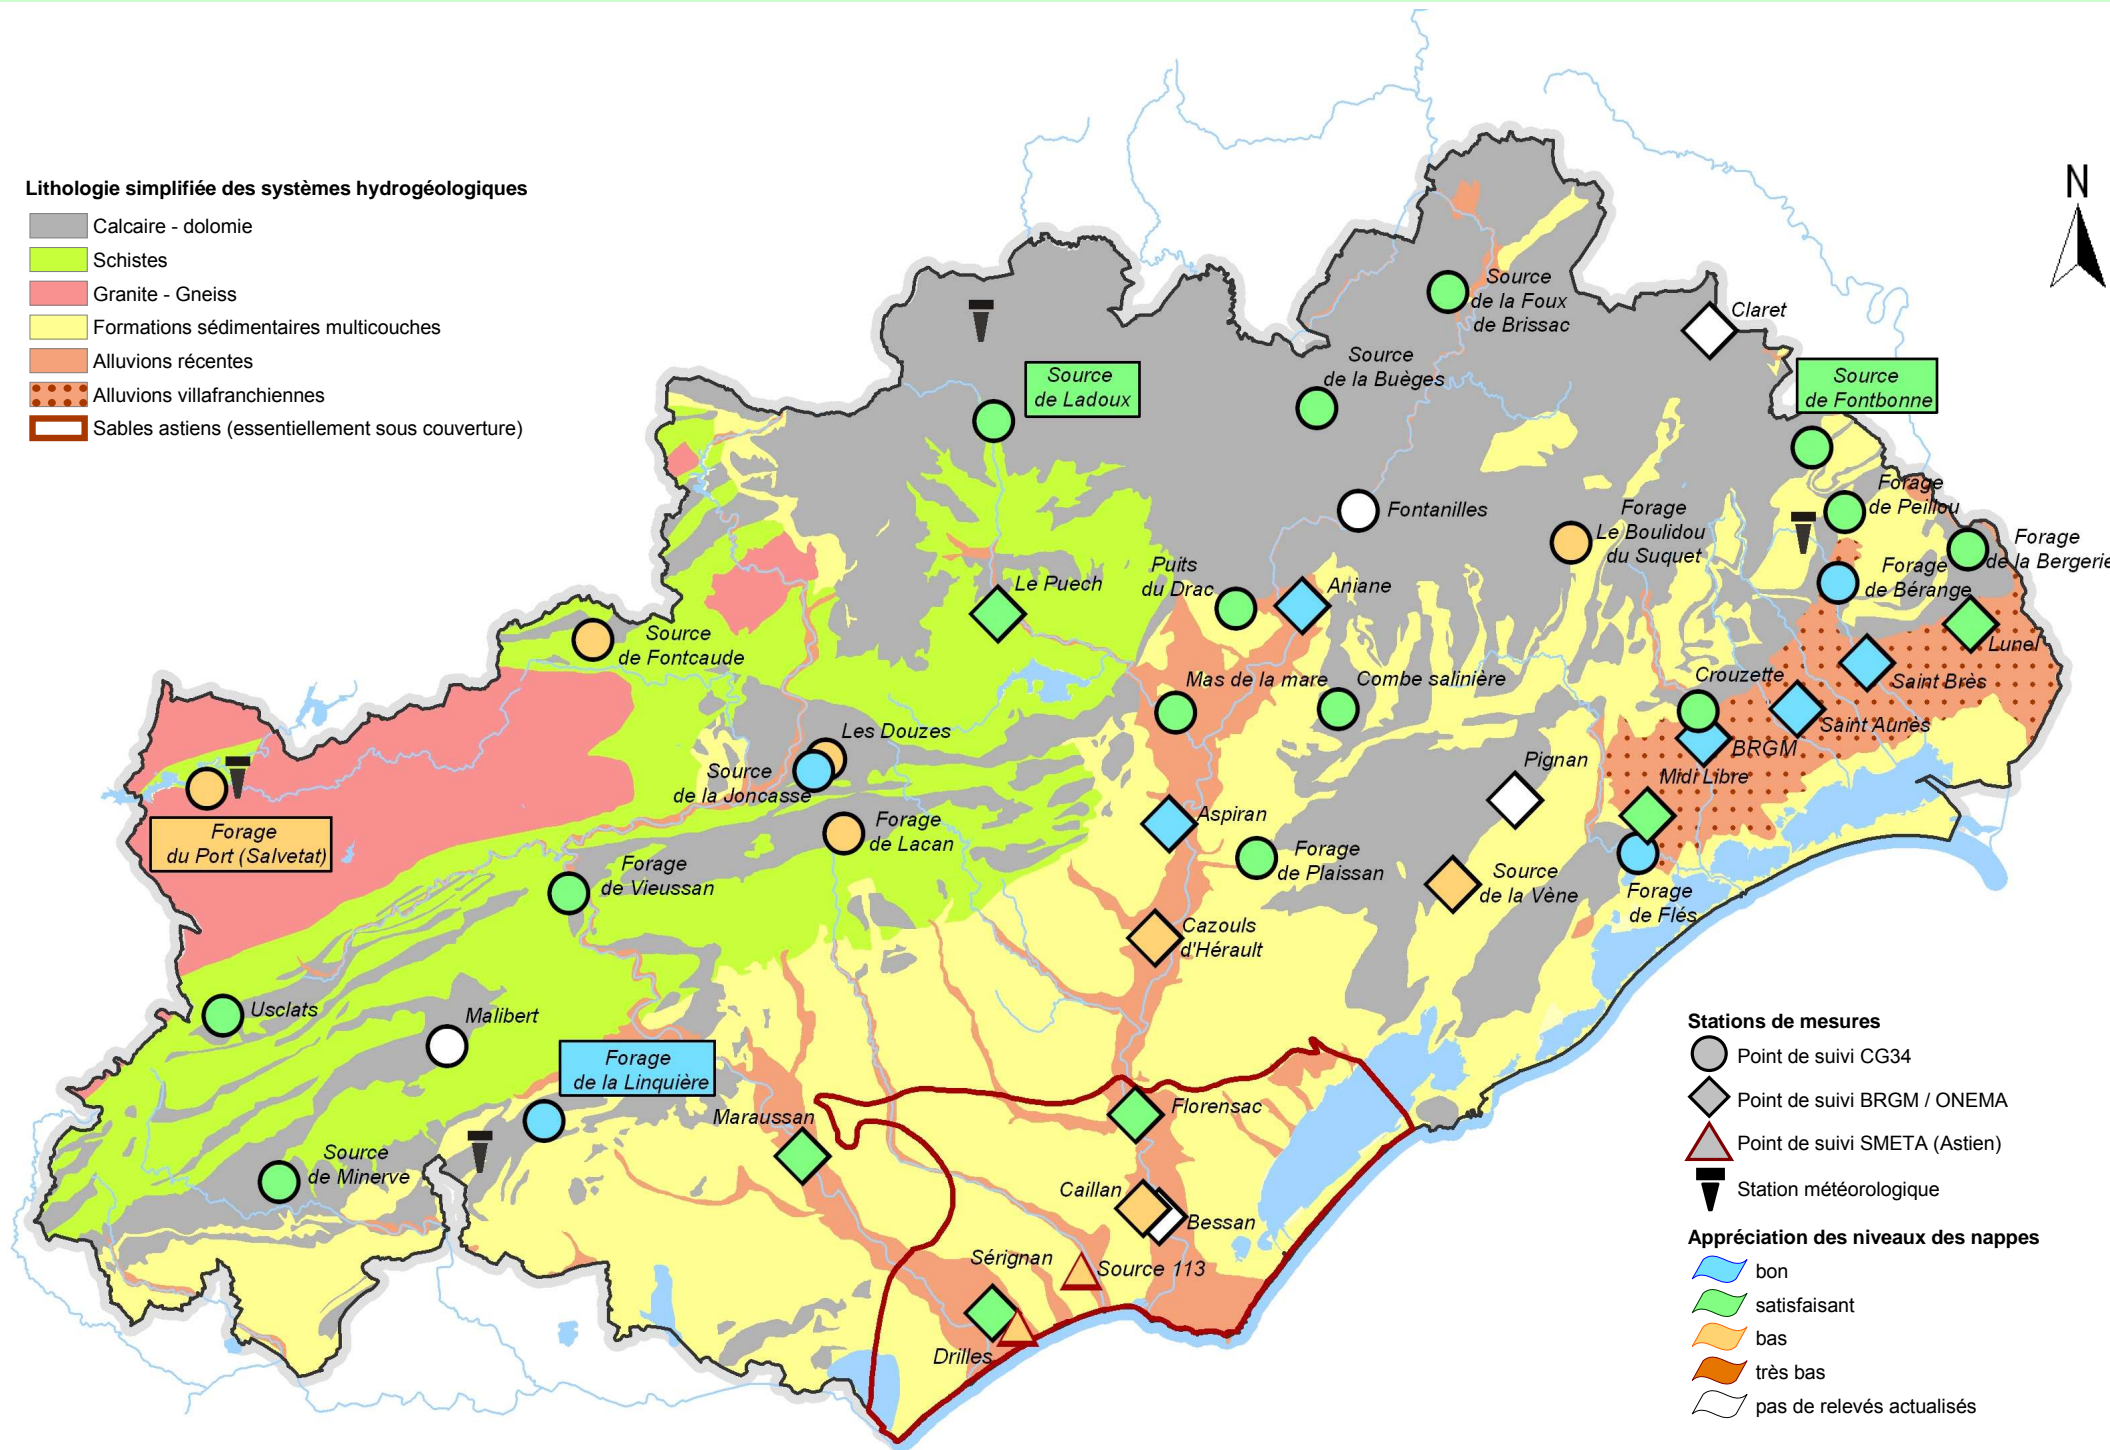 Lithologie simplifiée des systèmes hydrogéologiques
Calcaire - dolomie
Schistes
Granite - Gneiss
Formations sédimentaires multicouches
Alluvions récentes
Alluvions villafranchiennes
Sables astiens (essentiellement sous couverture)
N
Source
de la Foux
de Brissac
Claret
Source
de la Buèges
Source
de Ladoux
Source
de Fontbonne
Forage
de Peillou
Fontanilles
Forage
Le Boulidou
du Suquet
Forage
de la Bergerie
Forage
de Bérange
Le Puech
Puits
du Drac
Aniane
Source
de Fontcaude
Lunel
Mas de la mare
Combe salinière
Crouzette
Saint Brès
Saint Aunès
Les Douzes
BRGM
Source
de la Joncasse
Pignan
Midi Libre
Forage
du Port (Salvetat)
Forage
de Lacan
Aspiran
Forage
de Vieussan
Forage
de Plaissan
Source
de la Vène
Forage
de Flés
Cazouls
d'Hérault
Usclats
Malibert
Forage
de la Linquière
Maraussan
Florensac
Source
de Minerve
Caillan
Bessan
Sérignan
Source 113
Drilles
Stations de mesures
Point de suivi CG34
Point de suivi BRGM / ONEMA
Point de suivi SMETA (Astien)
Station météorologique
Appréciation des niveaux des nappes
bon
satisfaisant
bas
très bas
pas de relevés actualisés